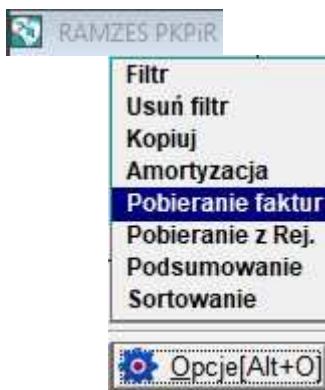 RAMZES PKPiR
Filtr
Usuń filtr
Kopiuj
Amortyzacja
Pobieranie faktur
Pobieranie z Rej.
Podsumowanie
Sortowanie
Opcje[Alt+O]